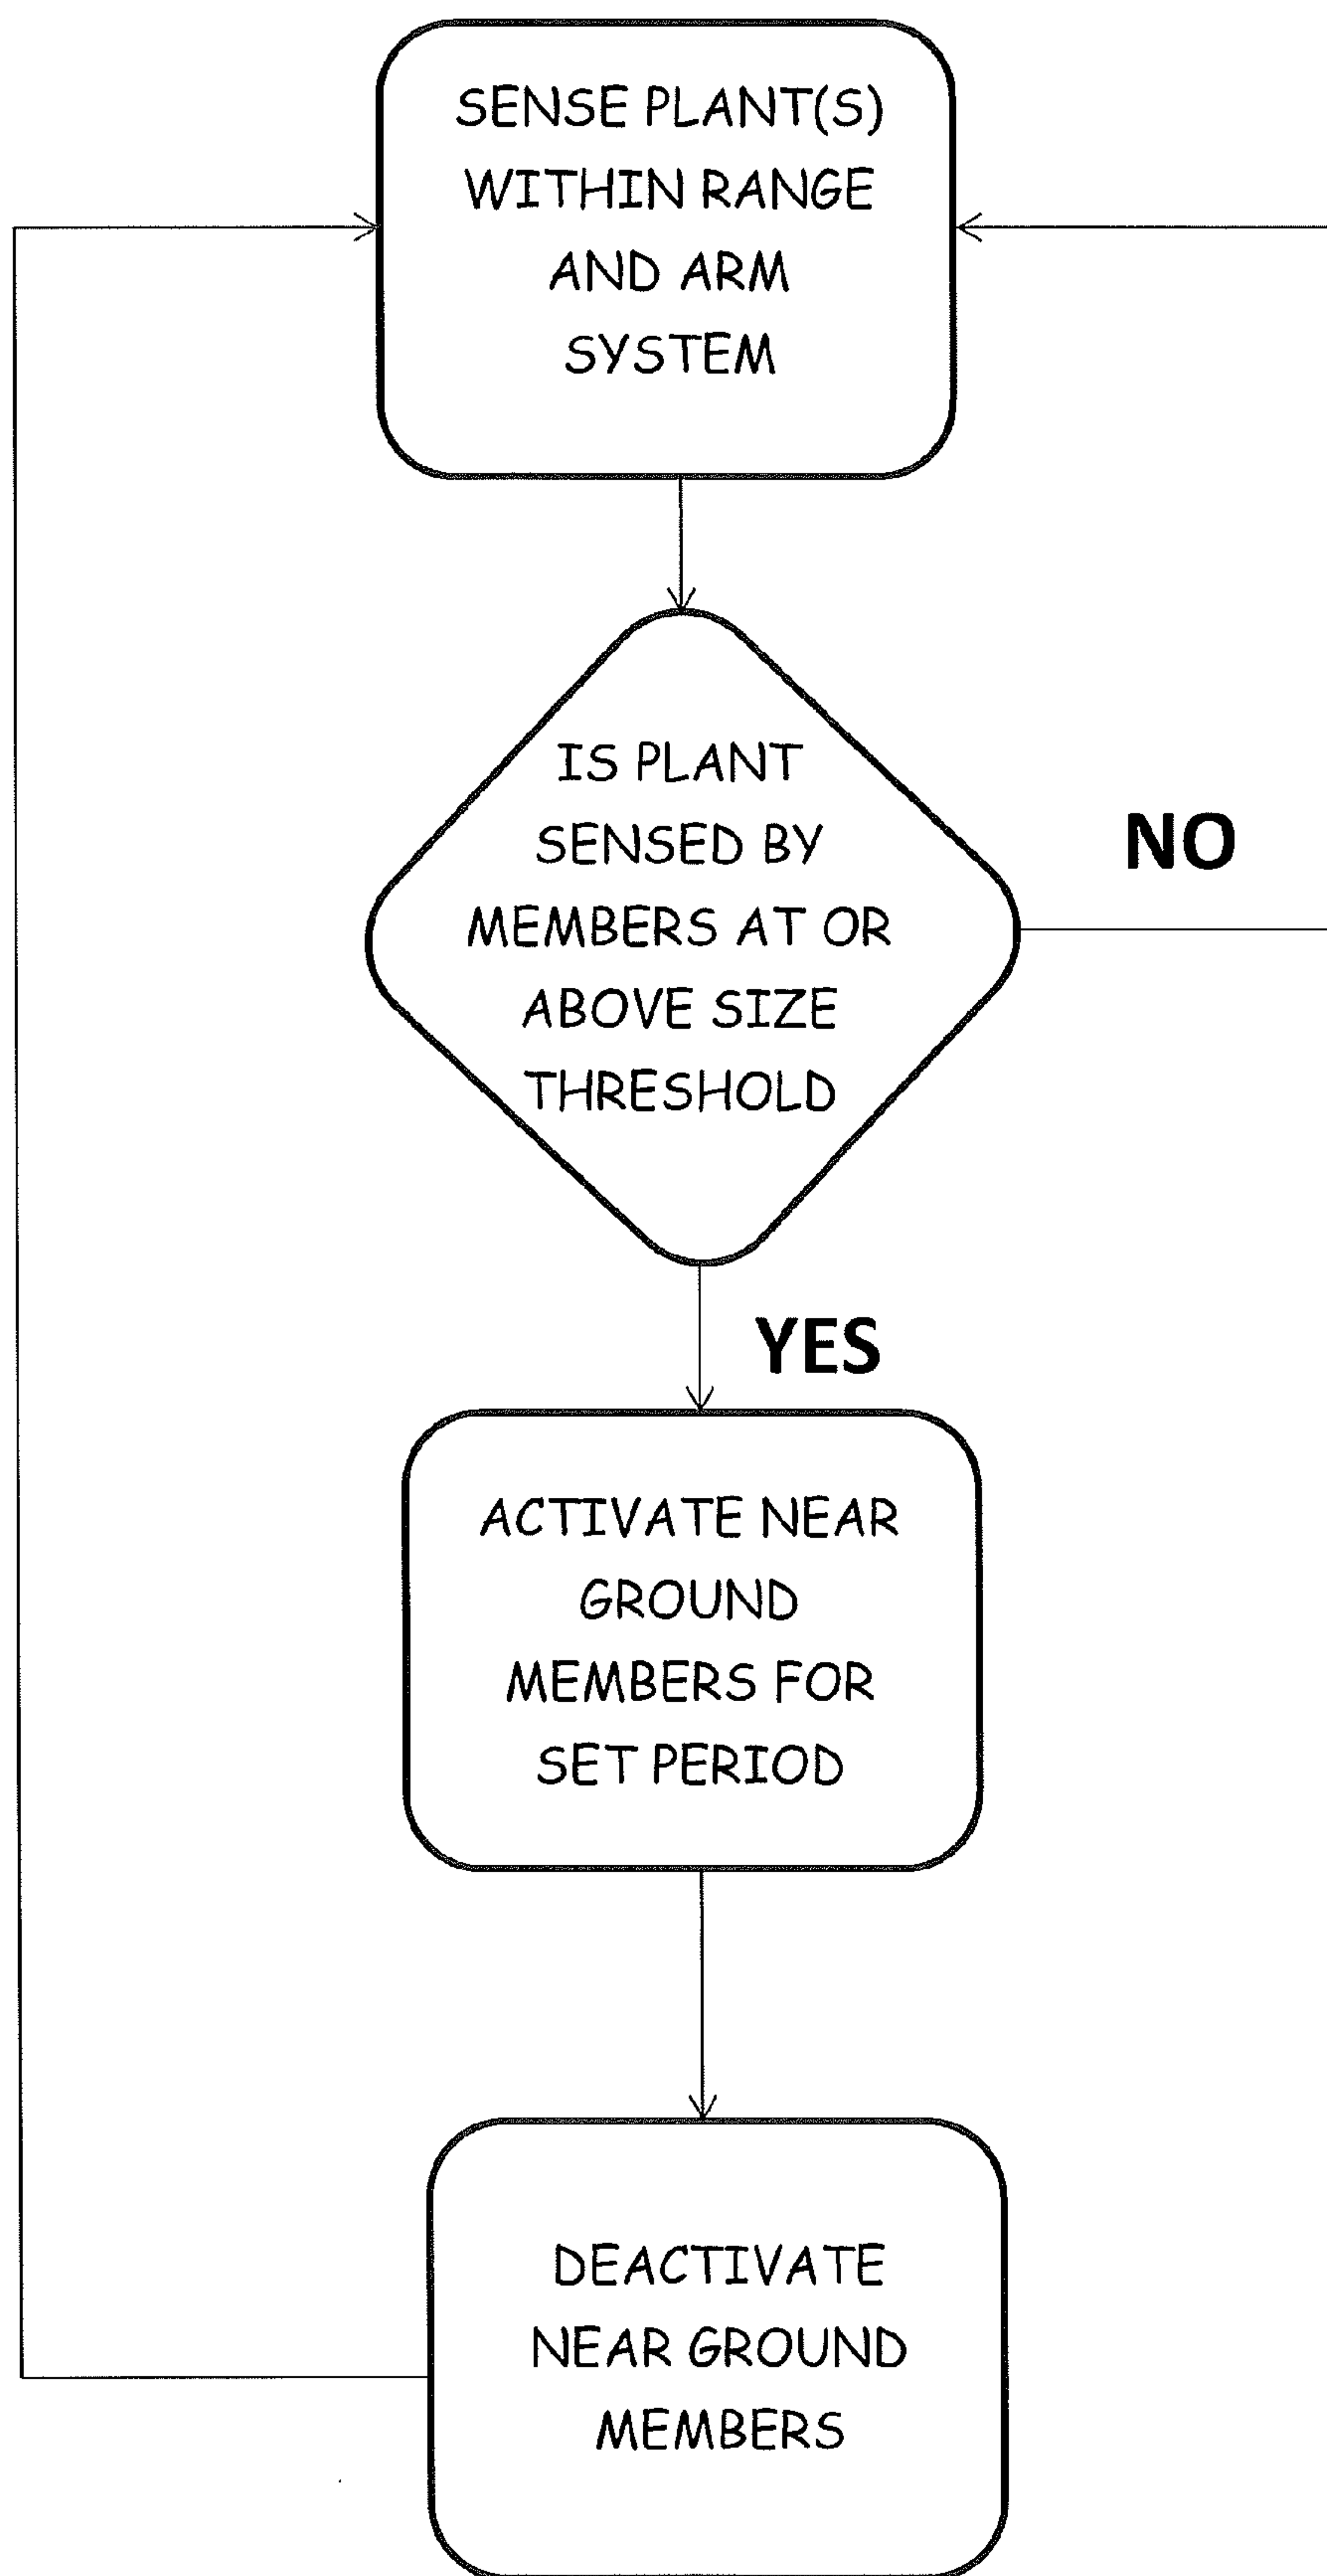 SENSE PLANT(S)
WITHIN RANGE
AND ARM
SYSTEM
IS PLANT
SENSED BY
MEMBERS AT OR
ABOVE SIZE
THRESHOLD
NO
YES
ACTIVATE NEAR
GROUND
MEMBERS FOR
SET PERIOD
DEACTIVATE
NEAR GROUND
MEMBERS